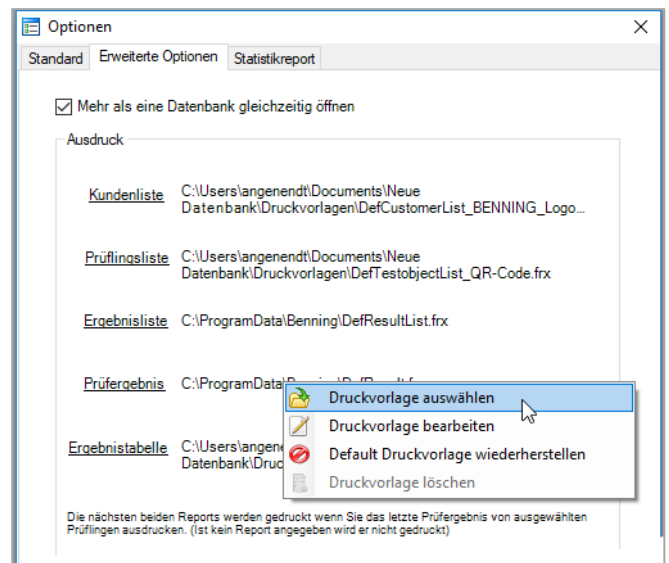 Optionen
Standard Erweiterte Optionen Statistikreport
Mehr als eine Datenbank gleichzeitig öffnen
Ausdruck
Kundenliste C:\Users\angenendt\Documents\Neue
Datenbank\Druckvorlagen\DefCustomerList_BENNING_Logo...
Prüflingsliste C:\Users\angenendt\Documents\Neue
Datenbank\Druckvorlagen\DefTestobjectList_QR-Code.frx
Ergebnisliste C:\ProgramData\Benning\DefResultList.frx
Prüfergebnis C:\ProgramData
Druckvorlage auswählen
Druckvorlage bearbeiten
Ergebnistabelle C:\Users\angene
Datenbank\Druc
Default Druckvorlage wiederherstellen
Druckvorlage löschen
Die nächsten beiden Reports werden gedruckt wenn Sie das letzte Prüfergebnis von ausgewählten
Prüflingen ausdrucken. (Ist kein Report angegeben wird er nicht gedruckt)